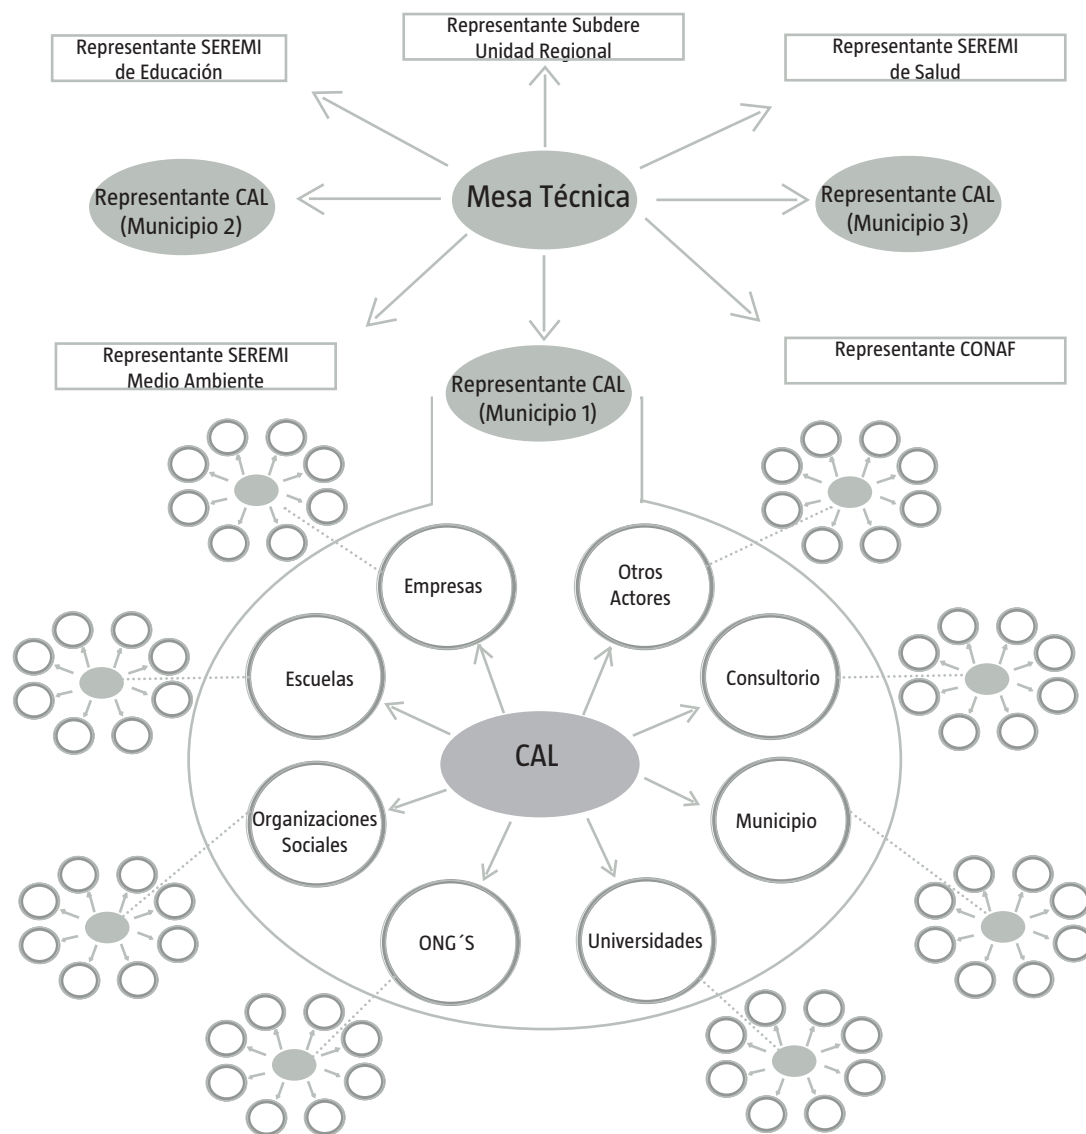 Representante SEREMI
de Educación
Representante Subdere
Unidad Regional
Representante SEREMI
de Salud
Representante CAL
(Municipio 2)
Mesa Técnica
Representante CAL
(Municipio 3)
Representante SEREMI
Medio Ambiente
Representante CAL
(Municipio 1)
Representante CONAF
Empresas
Otros
Actores
Escuelas
Consultorio
CAL
Organizaciones
Sociales
Municipio
ONG´S
Universidades